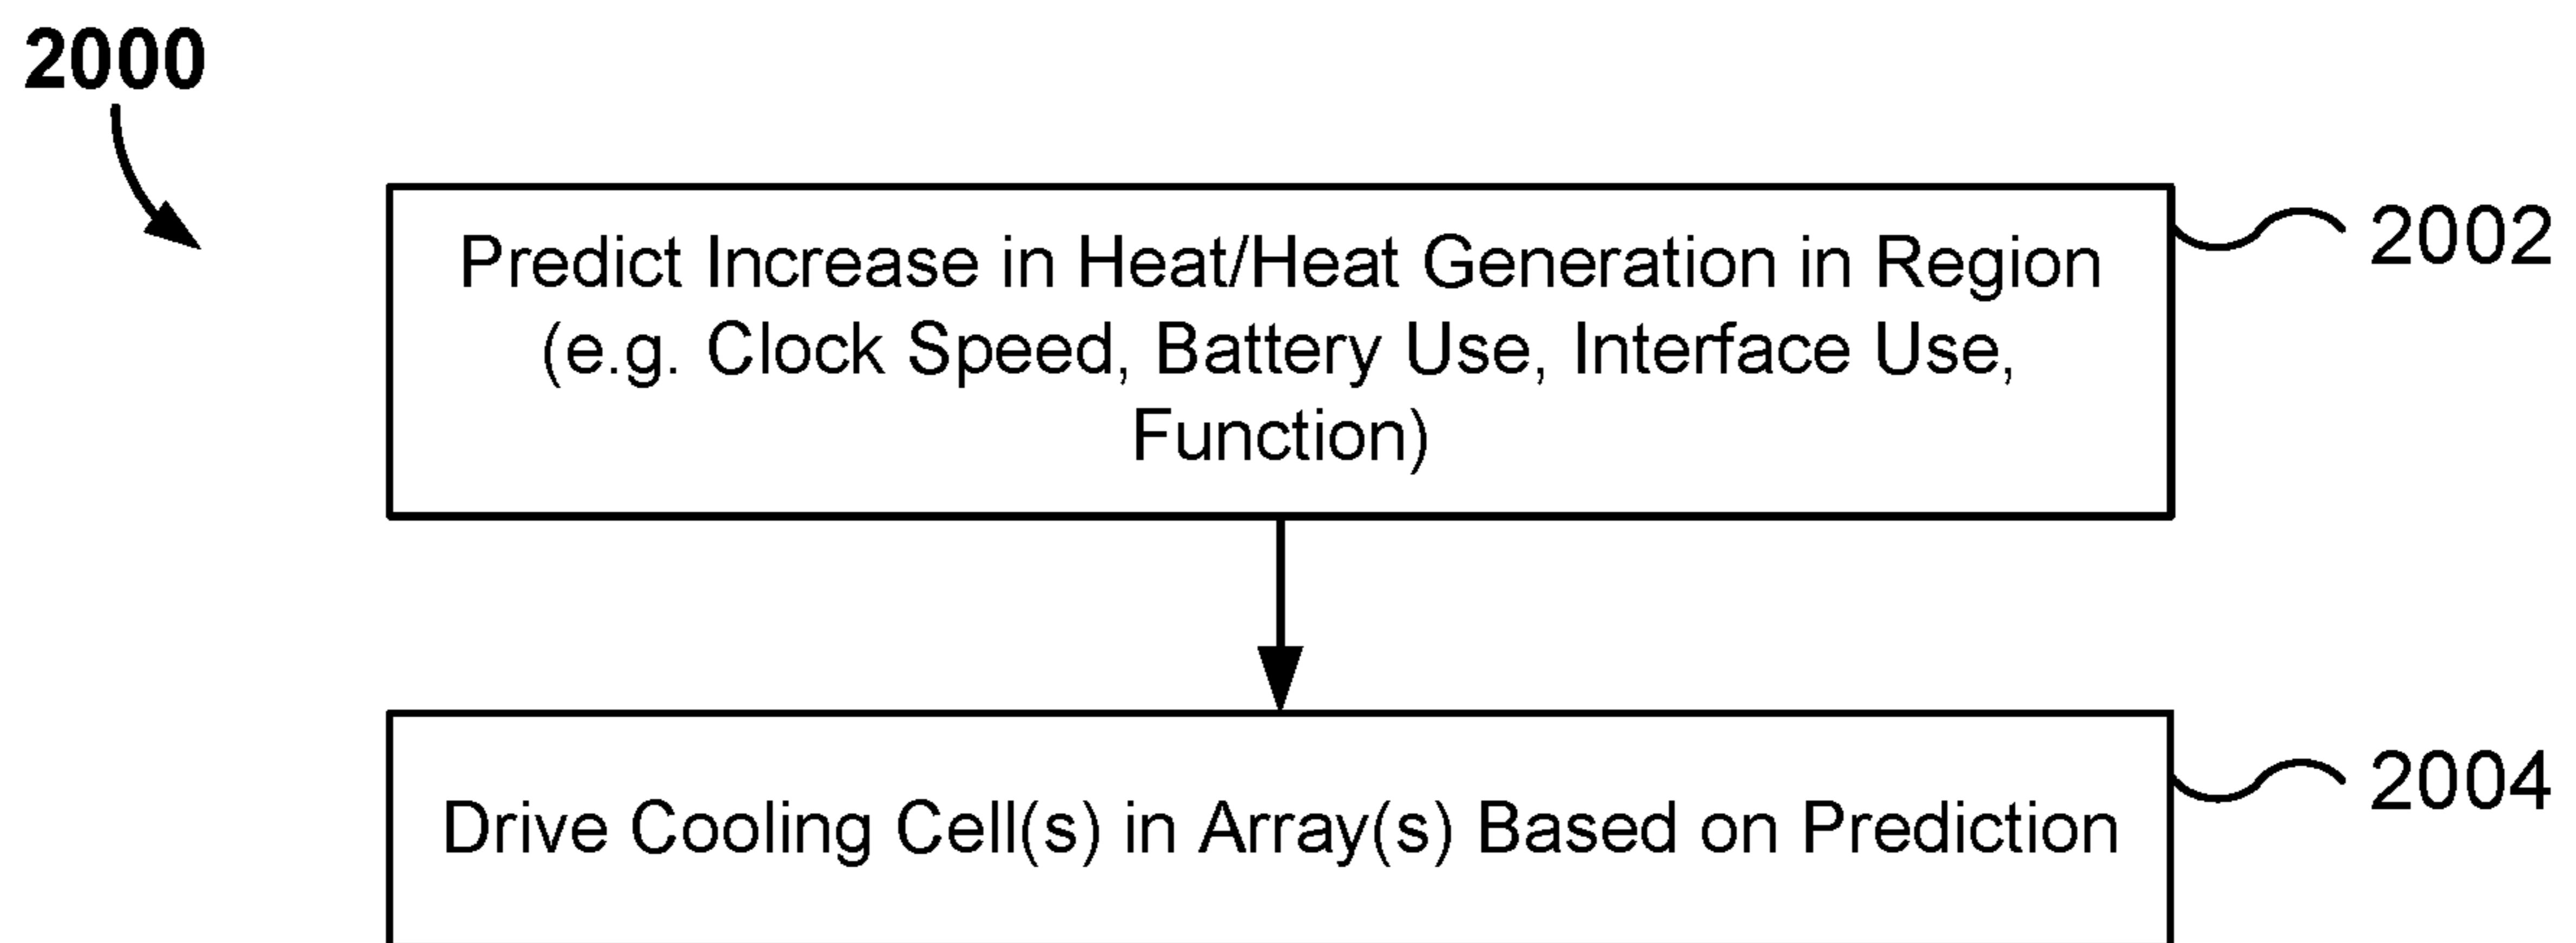 2000
Predict Increase in Heat/Heat Generation in Region
(e.g. Clock Speed, Battery Use, Interface Use,
Function)
2002
Drive Cooling Cell(s) in Array(s) Based on Prediction
2004